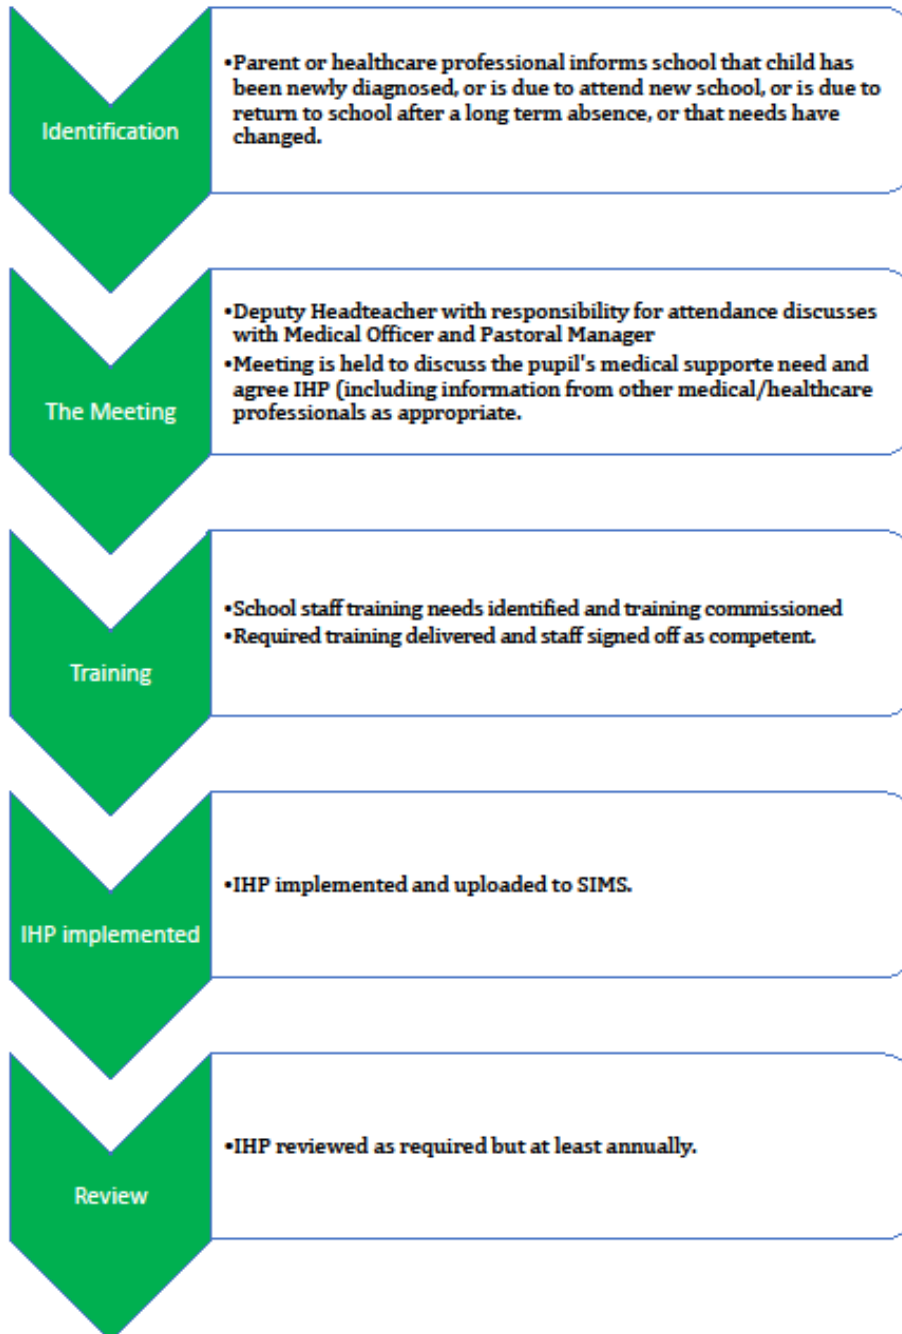 Identification
•Parent or healthcare professional informs school that child has
been newly diagnosed, or is due to attend new school, or is due to
return to school after a long term absence, or that needs have
changed.
The Meeting
•Deputy Headteacher with responsibility for attendance discusses
with Medical Officer and Pastoral Manager
•Meeting is held to discuss the pupil's medical supporte need and
agree IHP (including information from other medical/healthcare
professionals as appropriate.
Training
•School staff training needs identified and training commissioned
•Required training delivered and staff signed off as competent.
IHP implemented
•IHP implemented and uploaded to SIMS.
Review
•IHP reviewed as required but at least annually.